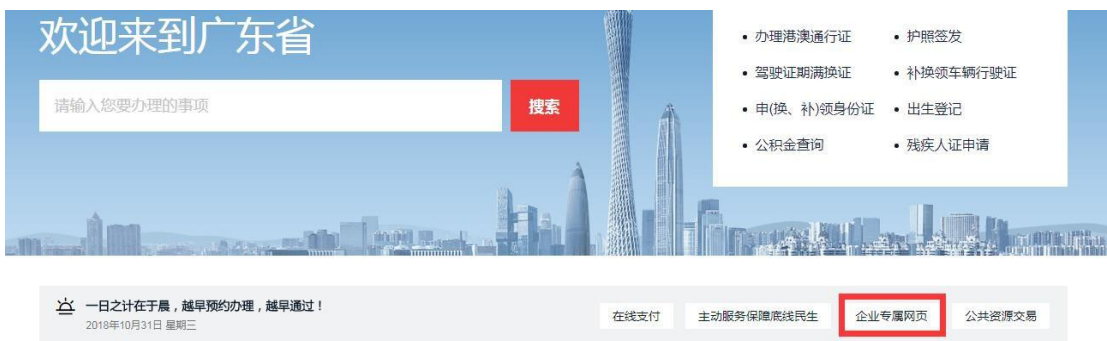 欢迎来到广东省
请输入您要办理的事项
搜索
办理港澳通行证
护照签发
驾驶证期满换证
补换领车辆行驶证
申(换、补)领身份证
出生登记
公积金查询
残疾人证申请
一日之计在于晨，越早预约办理，越早通过！
2018年10月31日 星期三
在线支付
主动服务保障底线民生
企业专属网页
公共资源交易